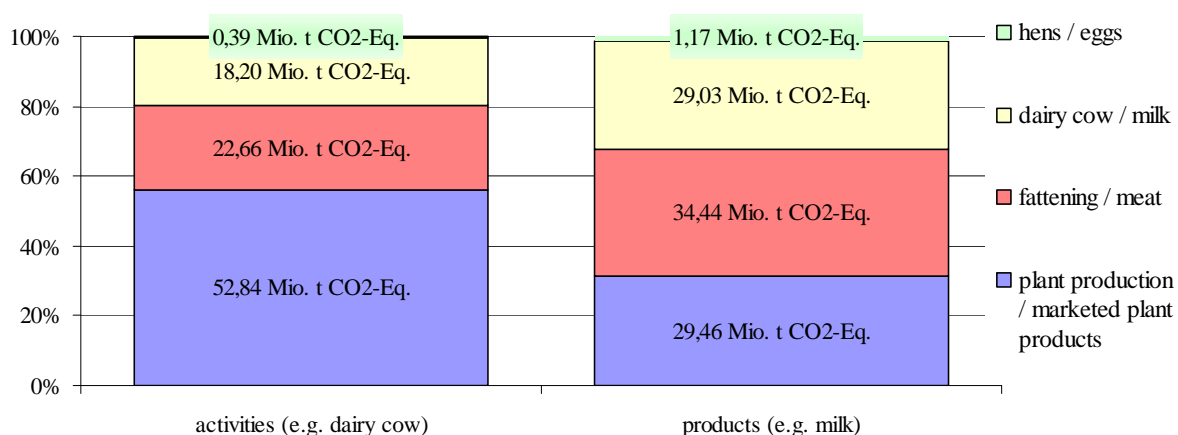 100%
80%
60%
40%
20%
0%
0,39 Mio. t CO2-Eq.
18,20 Mio. t CO2-Eq.
22,66 Mio. t CO2-Eq.
52,84 Mio. t CO2-Eq.
activities (e.g. dairy cow)
1,17 Mio. t CO2-Eq.
29,03 Mio. t CO2-Eq.
34,44 Mio. t CO2-Eq.
29,46 Mio. t CO2-Eq.
products (e.g. milk)
hens / eggs
dairy cow / milk
fattening / meat
plant production
/ marketed plant
products